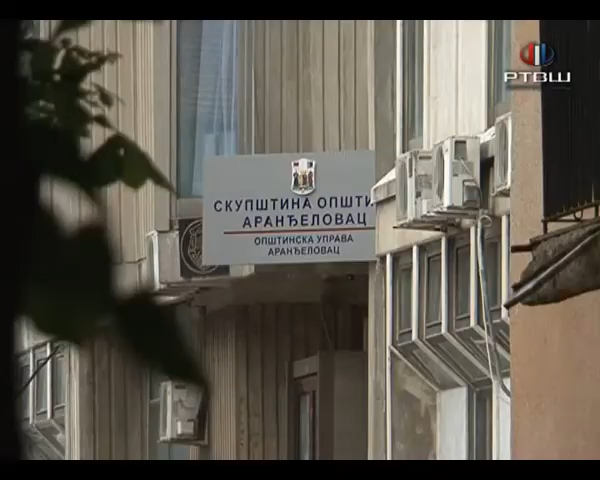 РТВШ
СКУПШТИНА ОПШТИ
АРАНЂЕЛОВАЦ
ОПШТИНСКА УПРАВА
АРАНЂЕЛОВАЦ